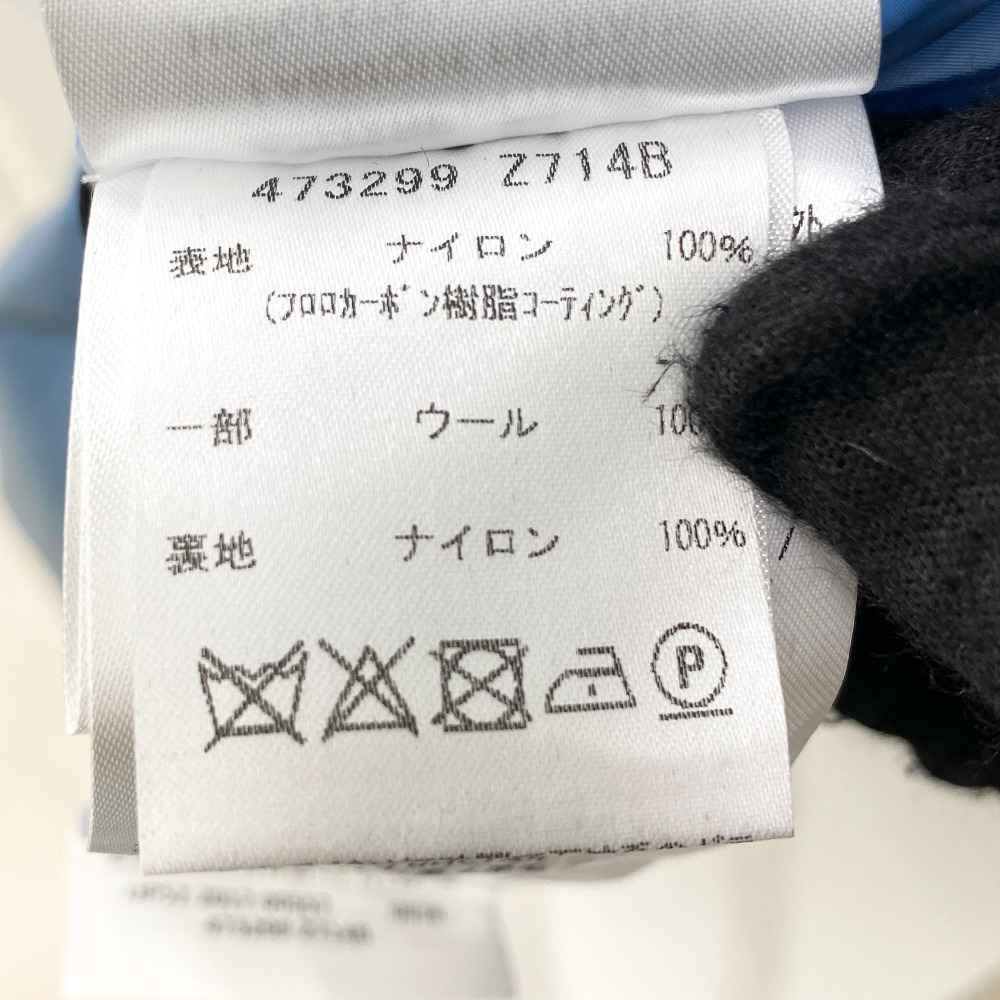 473299 Z714B
表地 ナイロン 100%
(フロロカーボン樹脂コーティング)
一部 ウール 100
裏地 ナイロン 100%
P